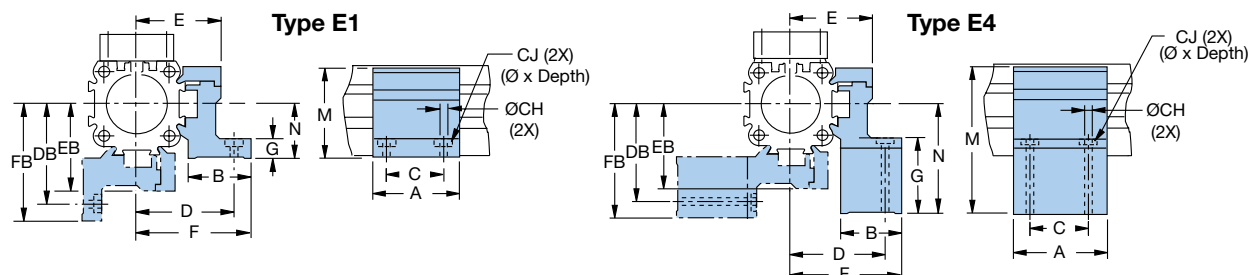 Type E1
E
CJ (2X)
(Ø x Depth)
ØCH
(2X)
M
N
G
FB
DB
EB
B
C
A
D
F
Type E4
E
CJ (2X)
(Ø x Depth)
ØCH
(2X)
M
N
G
FB
DB
EB
B
C
A
D
F